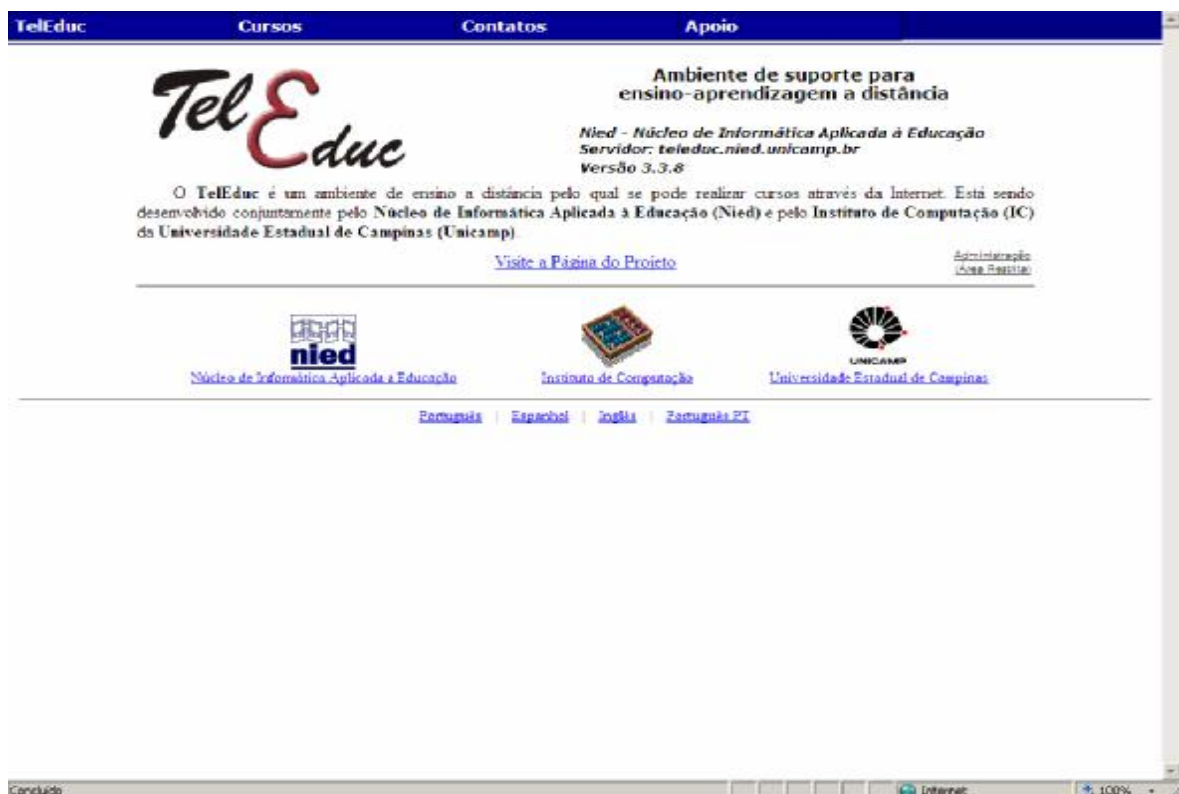 TelEduc Cursos Contatos Apoio
TelEduc
Ambiente de suporte para
ensino-aprendizagem a distância
Nied - Núcleo de Informática Aplicada à Educação
Servidor: teleduc.nied.unicamp.br
Versão 3.3.8
O TelEduc é um ambiente de ensino a distância pelo qual se pode realizar cursos através da Internet. Está sendo
desenvolvido conjuntamente pelo Núcleo de Informática Aplicada à Educação (Nied) e pelo Instituto de Computação (IC)
da Universidade Estadual de Campinas (Unicamp).
Visite a Página do Projeto
Administração
(Área Restrita)
nied
UNICAMP
Núcleo de Informática Aplicada a Educação Instituto de Computação Universidade Estadual de Campinas
Português | Espanhol | Inglês | Português PT
Concluído Internet 100%